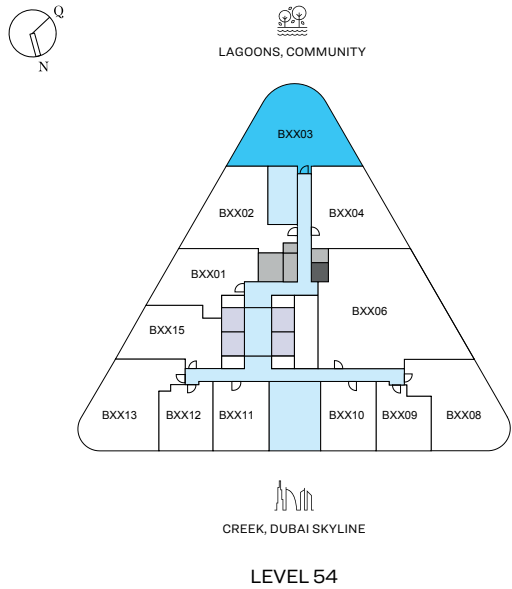 Q
N
LAGOONS, COMMUNITY
BXX03
BXX02
BXX04
BXX01
BXX06
BXX15
BXX13
BXX12
BXX11
BXX10
BXX09
BXX08
CREEK, DUBAI SKYLINE
LEVEL 54